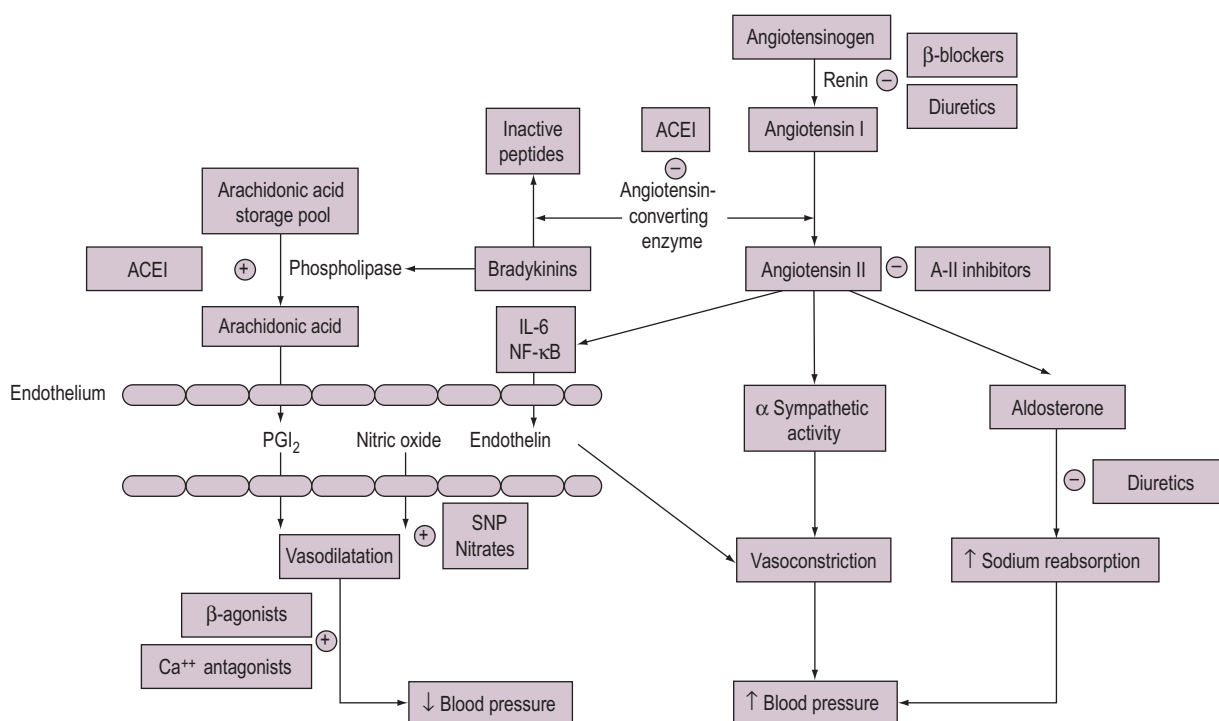 Angiotensinogen
β-blockers
Renin
−
Diuretics
Inactive
peptides
ACEI
Angiotensin I
−
Arachidonic acid
storage pool
Angiotensin-
converting
enzyme
ACEI
+
Phospholipase
Bradykinins
Angiotensin II
−
A-II inhibitors
Arachidonic acid
IL-6
NF-κB
Endothelium
α Sympathetic
activity
Aldosterone
PGI₂
Nitric oxide
Endothelin
−
Diuretics
+
SNP
Nitrates
Vasodilatation
Vasoconstriction
↑ Sodium reabsorption
β-agonists
+
Ca⁺⁺ antagonists
↓ Blood pressure
↑ Blood pressure